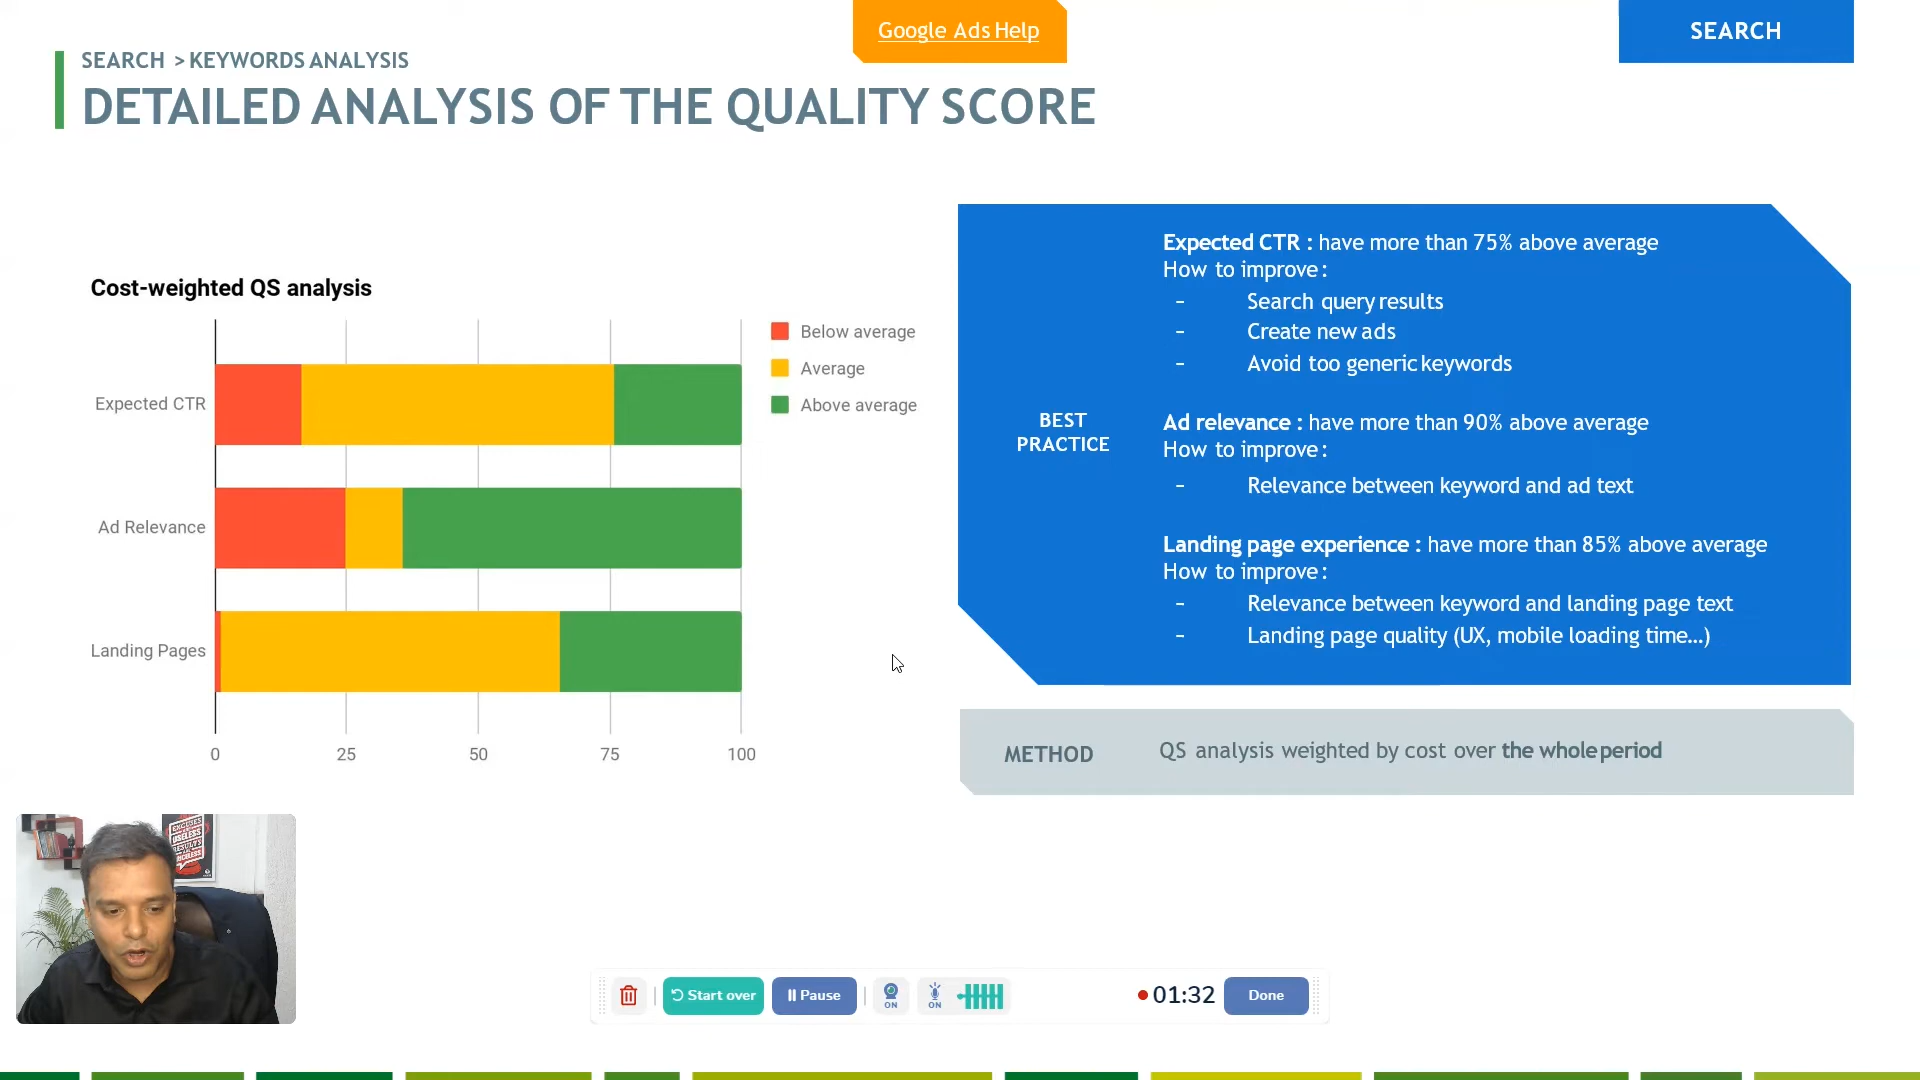 Google Ads Help
SEARCH
SEARCH > KEYWORDS ANALYSIS
DETAILED ANALYSIS OF THE QUALITY SCORE
Cost-weighted QS analysis
Below average
Average
Above average
Expected CTR
Ad Relevance
Landing Pages
0 25 50 75 100
BEST
PRACTICE
Expected CTR : have more than 75% above average
How to improve :
- Search query results
- Create new ads
- Avoid too generic keywords
Ad relevance : have more than 90% above average
How to improve :
- Relevance between keyword and ad text
Landing page experience : have more than 85% above average
How to improve :
- Relevance between keyword and landing page text
- Landing page quality (UX, mobile loading time...)
METHOD
QS analysis weighted by cost over the whole period
EXCUSES
USELESS
RESULTS
Start over
Pause
ON
ON
01:32
Done